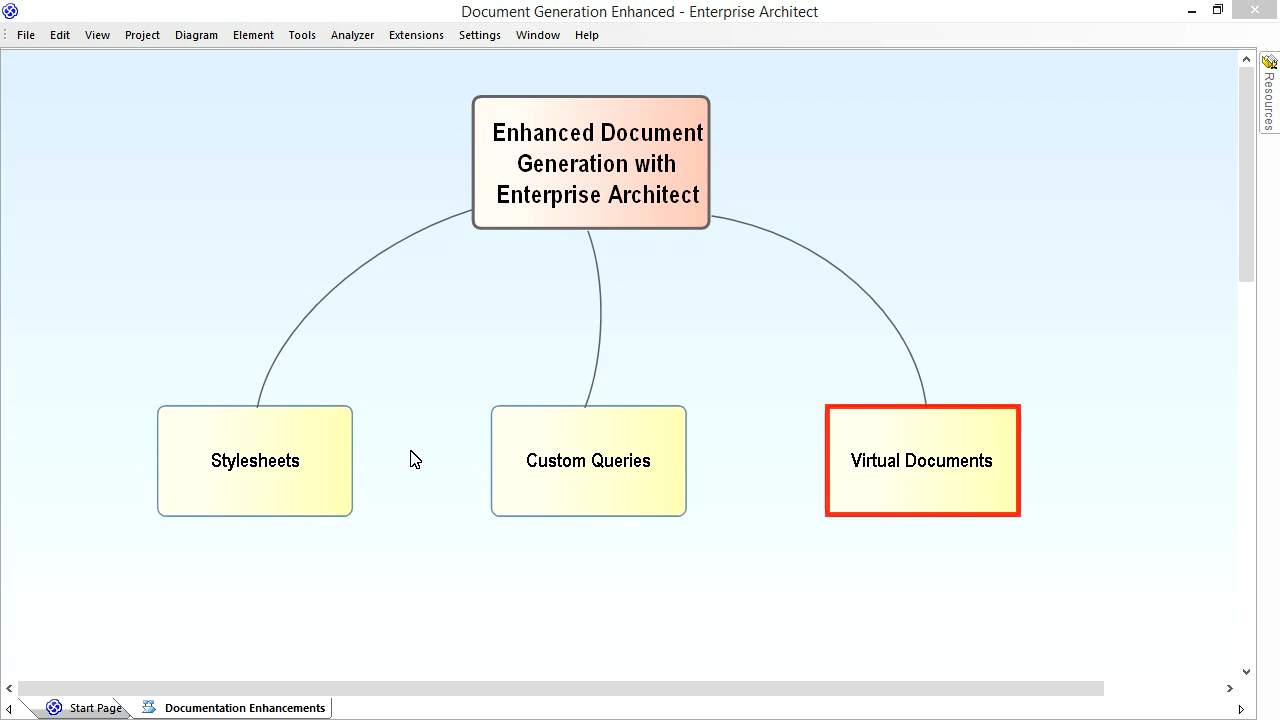 Document Generation Enhanced - Enterprise Architect
File Edit View Project Diagram Element Tools Analyzer Extensions Settings Window Help
Resources
Enhanced Document
Generation with
Enterprise Architect
Stylesheets
Custom Queries
Virtual Documents
Start Page
Documentation Enhancements